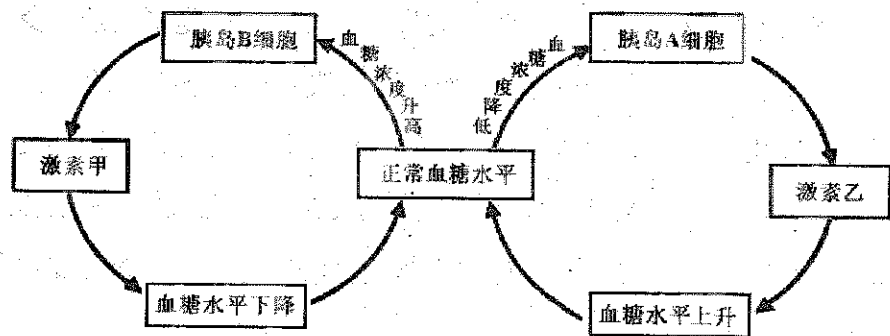 胰岛B细胞
血糖浓度升高
血糖浓度降低
胰岛A细胞
激素甲
正常血糖水平
激素乙
血糖水平下降
血糖水平上升